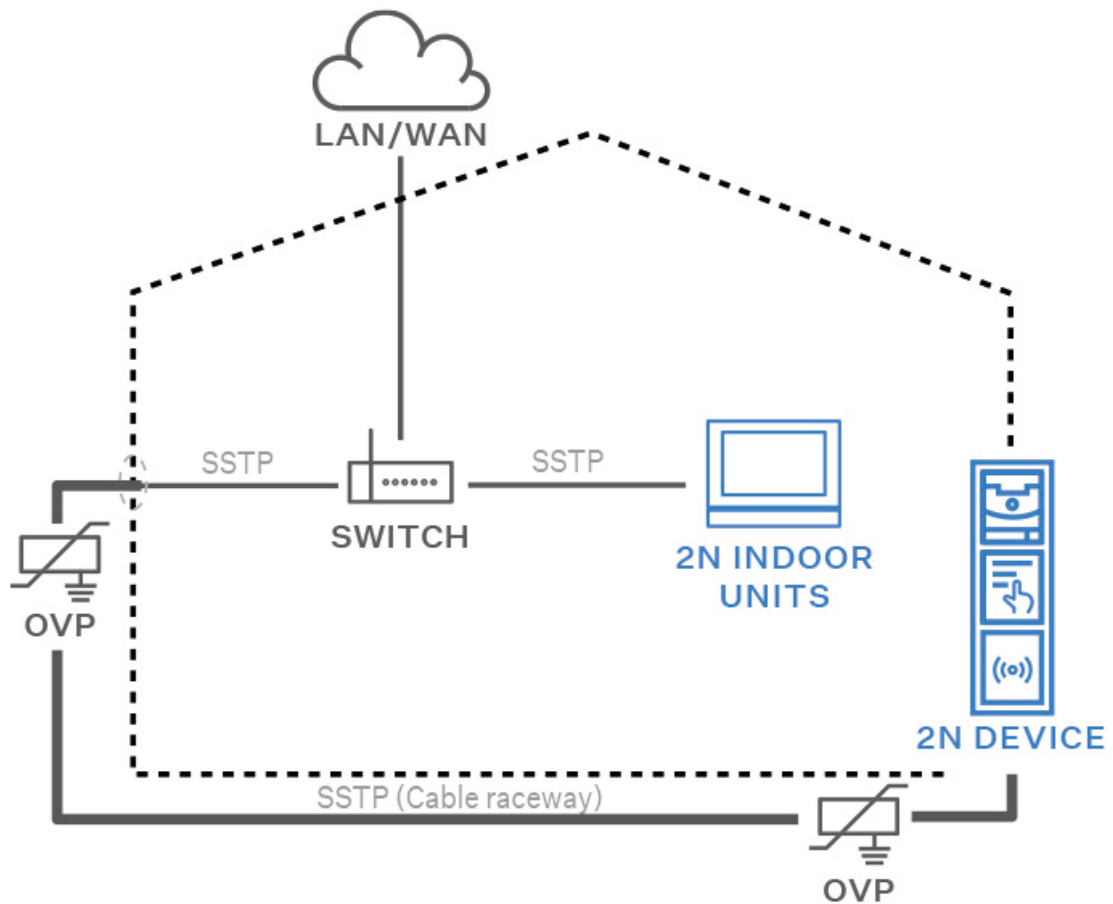 LAN/WAN
SSTP
SSTP
SWITCH
2N INDOOR
UNITS
OVP
2N DEVICE
SSTP (Cable raceway)
OVP